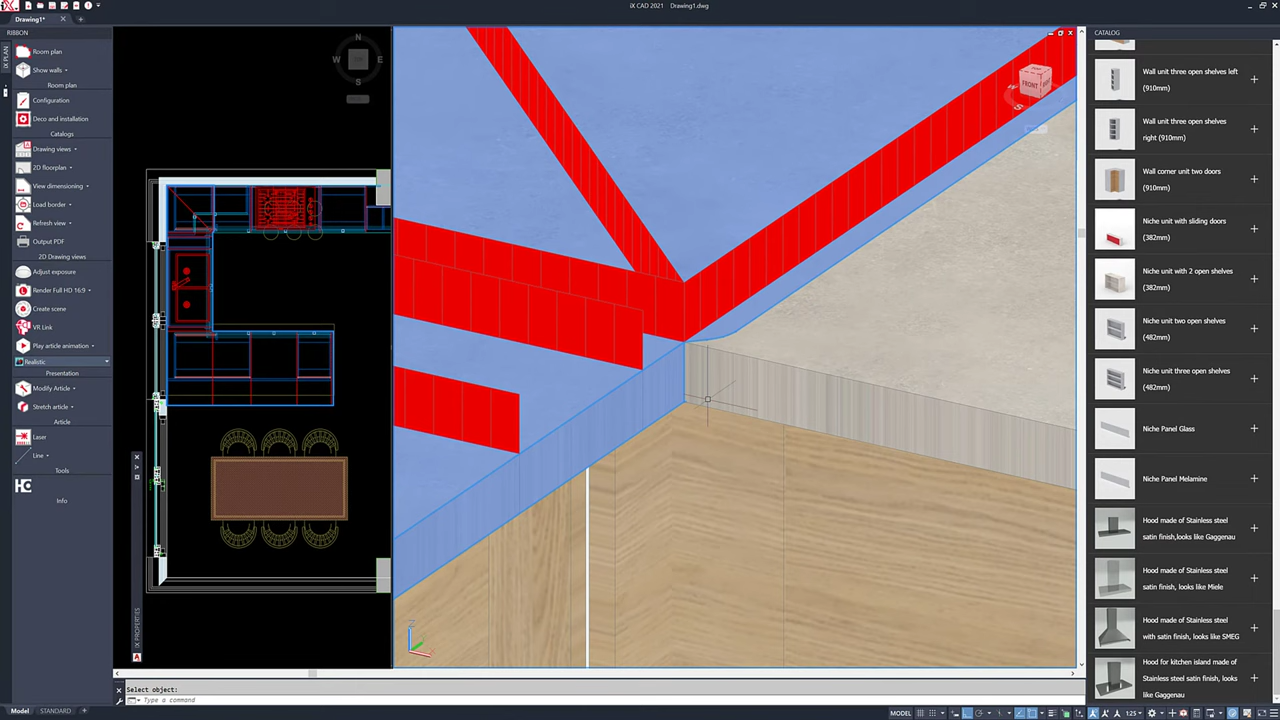 iX CAD 2021 Drawing1.dwg
Drawing1*
RIBBON
CATALOG
iX PLAN
Room plan
Show walls
Room plan
Configuration
Deco and installation
Catalogs
Drawing views
2D floorplan
View dimensioning
Load border
Refresh view
Output PDF
2D Drawing views
Adjust exposure
Render Full HD 16:9
Create scene
VR Link
Play article animation
Realistic
Presentation
Modify Article
Stretch article
Article
Laser
Line
Tools
Info
N
W
E
S
FRONT
S
iX PROPERTIES
Z
Wall unit three open shelves left
(910mm)
Wall unit three open shelves
right (910mm)
Wall corner unit two doors
(910mm)
Niche unit with sliding doors
(382mm)
Niche unit with 2 open shelves
(382mm)
Niche unit two open shelves
(482mm)
Niche unit three open shelves
(482mm)
Niche Panel Glass
Niche Panel Melamine
Hood made of Stainless steel
satin finish,looks like Gaggenau
Hood made of Stainless steel
satin finish, looks like Miele
Hood made of Stainless steel
with satin finish, looks like SMEG
Hood for kitchen island made of
Stainless steel satin finish, looks
like Gaggenau
Select object:
Type a command
Model STANDARD
MODEL
1:25